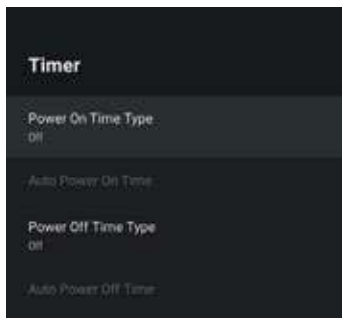 Timer
Power On Time Type
Off
Auto Power On Time
Power Off Time Type
Off
Auto Power Off Time